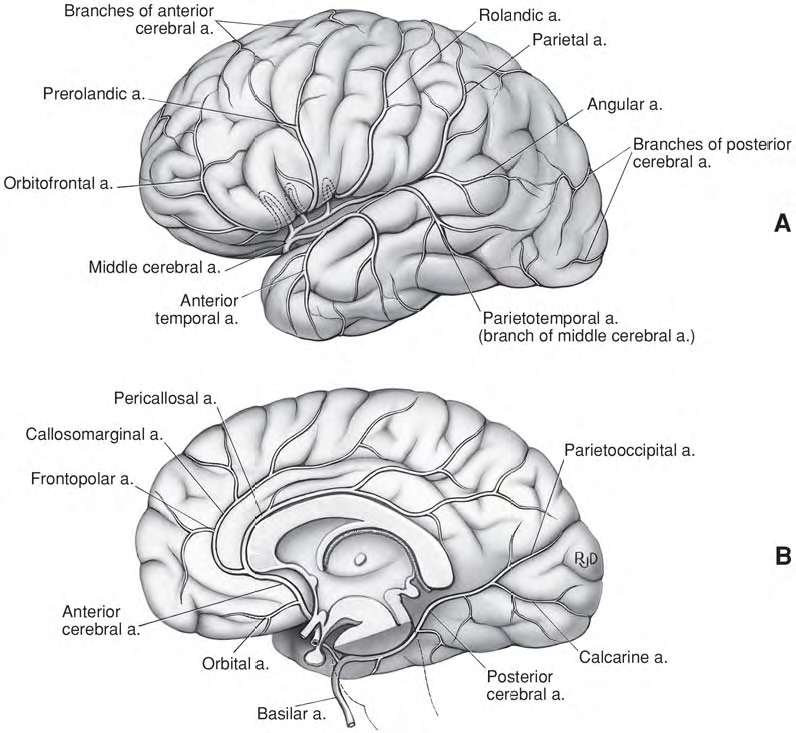 Branches of anterior
cerebral a.
Rolandic a.
Parietal a.
Prerolandic a.
Angular a.
Branches of posterior
cerebral a.
Orbitofrontal a.
A
Middle cerebral a.
Anterior
temporal a.
Parietotemporal a.
(branch of middle cerebral a.)
Pericallosal a.
Callosomarginal a.
Parietooccipital a.
Frontopolar a.
B
RJD
Anterior
cerebral a.
Orbital a.
Calcarine a.
Posterior
cerebral a.
Basilar a.